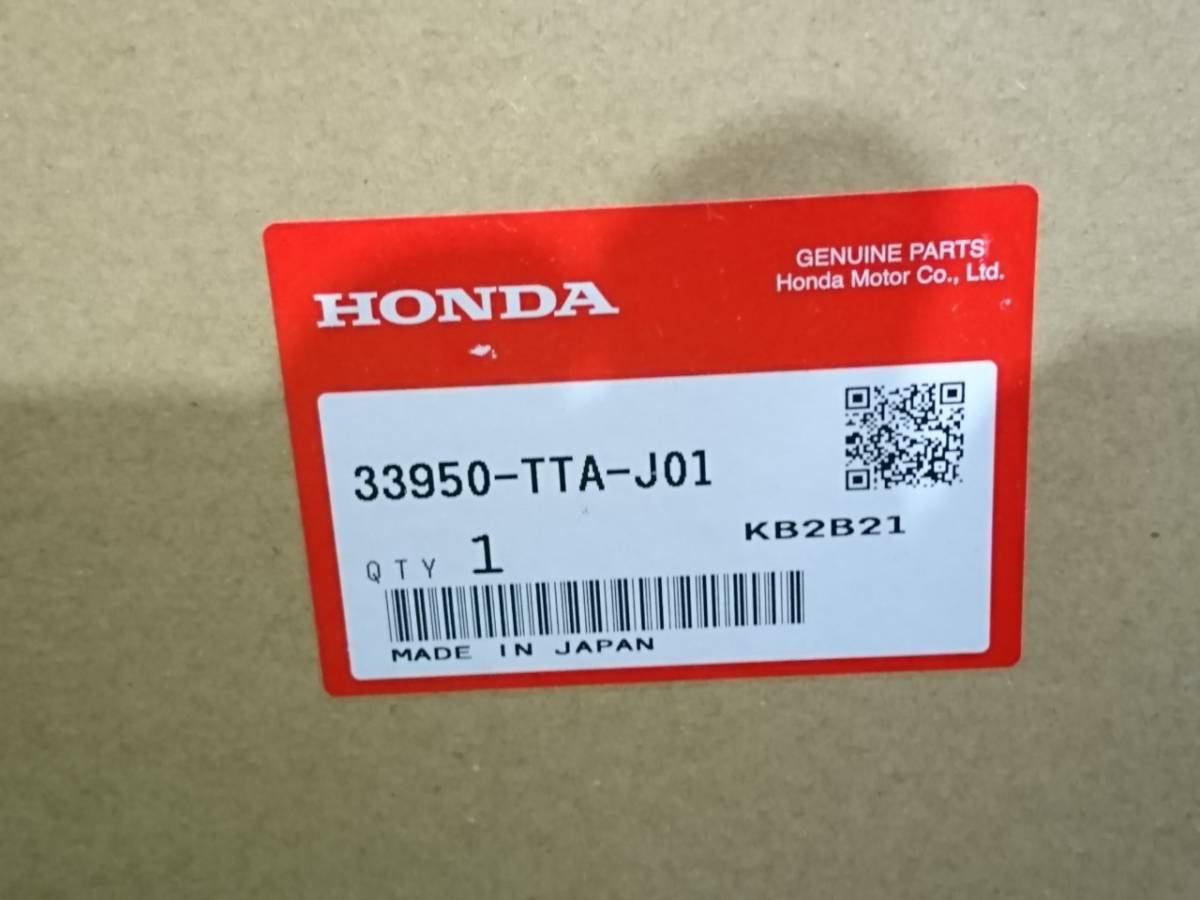 HONDA
GENUINE PARTS
Honda Motor Co., Ltd.
33950-TTA-J01
KB2B21
QTY 1
MADE IN JAPAN